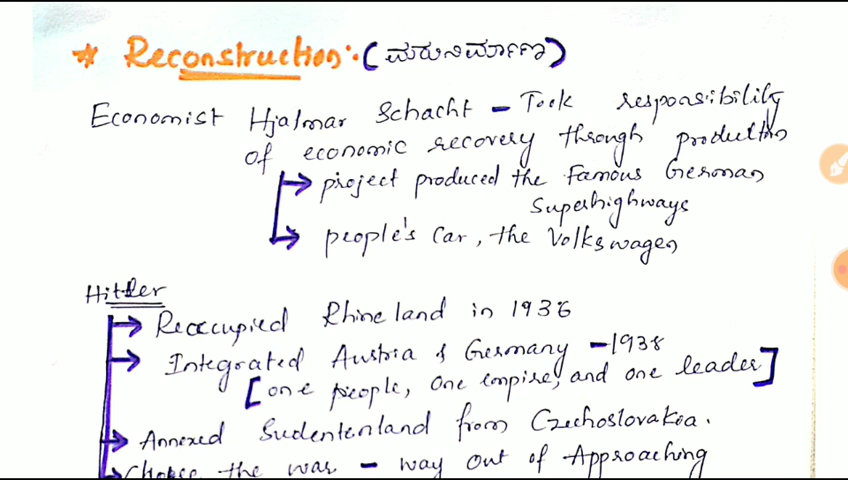 * Reconstruction:- (ಮರುನಿರ್ಮಾಣ)
Economist Hjalmar Schacht - Took responsibility
of economic recovery through production
project produced the famous German
Superhighways
people's car, the Volkswagen
Hitler
Reoccupied Rhineland in 1936
Integrated Austria & Germany - 1938
[one people, one empire, and one leader]
Annexed Sudentenland from Czechoslovakia.
the war - way out of Approaching